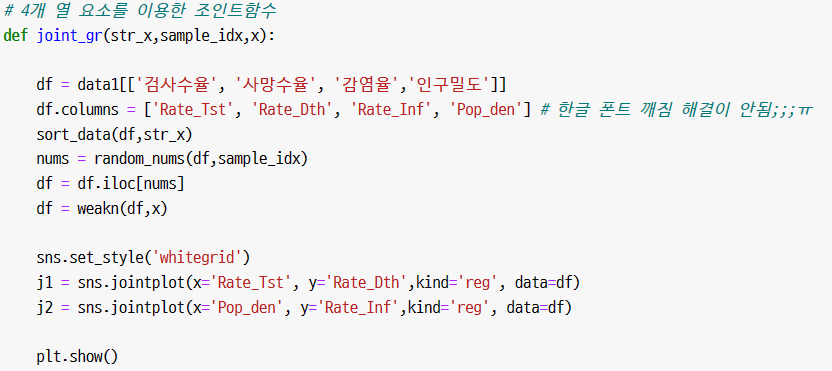 # 4개 열 요소를 이용한 조인트함수
def joint_gr(str_x,sample_idx,x):
df = data1[['검사수율', '사망수율', '감염율','인구밀도']]
df.columns = ['Rate_Tst', 'Rate_Dth', 'Rate_Inf', 'Pop_den'] # 한글 폰트 깨짐 해결이 안됨;;;ㅠ
sort_data(df,str_x)
nums = random_nums(df,sample_idx)
df = df.iloc[nums]
df = weakn(df,x)
sns.set_style('whitegrid')
j1 = sns.jointplot(x='Rate_Tst', y='Rate_Dth',kind='reg', data=df)
j2 = sns.jointplot(x='Pop_den', y='Rate_Inf',kind='reg', data=df)
plt.show()